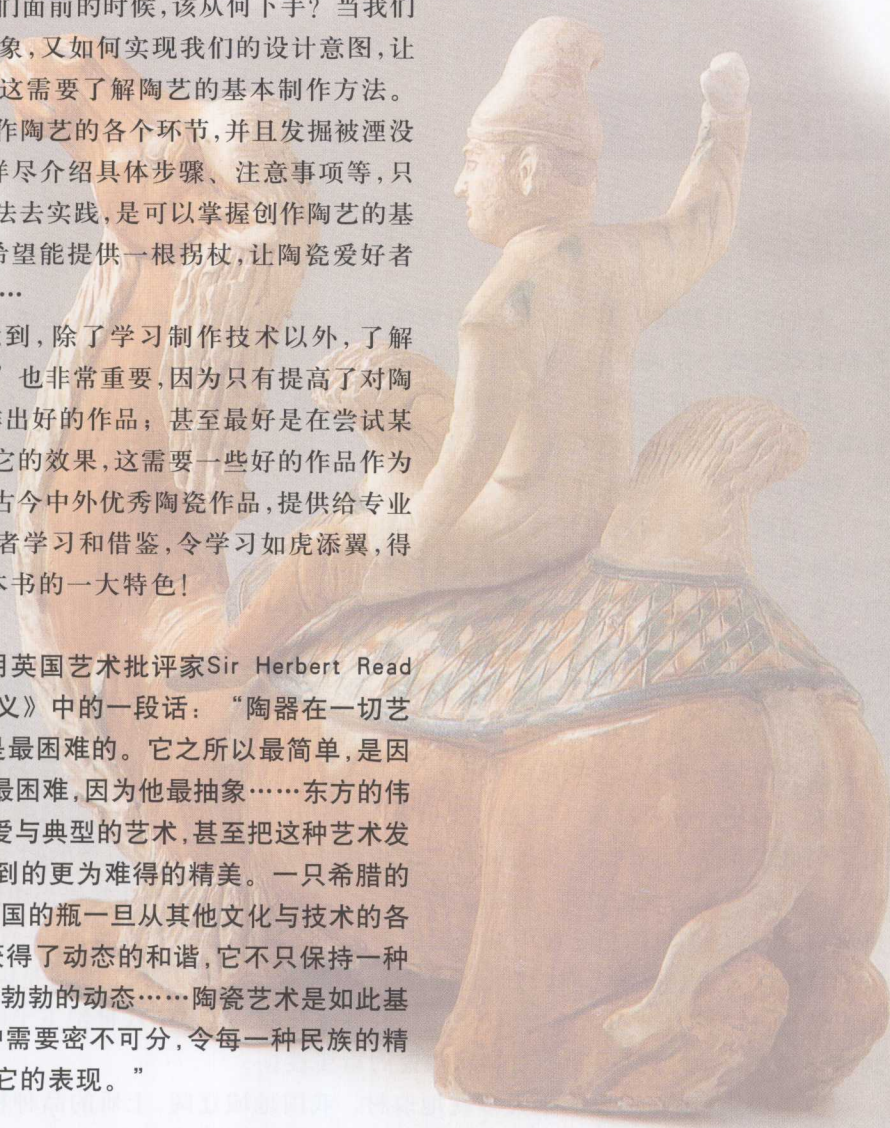 们面前的时候，该从何下手？当我们
象，又如何实现我们的设计意图，让
这需要了解陶艺的基本制作方法。
作陶艺的各个环节，并且发掘被湮没
详尽介绍具体步骤、注意事项等，只
法去实践，是可以掌握创作陶艺的基
希望能提供一根拐杖，让陶瓷爱好者
…
到，除了学习制作技术以外，了解
”也非常重要，因为只有提高了对陶
出好的作品；甚至最好是在尝试某
它的效果，这需要一些好的作品作为
古今中外优秀陶瓷作品，提供给专业
者学习和借鉴，令学习如虎添翼，得
本书的一大特色！
用英国艺术批评家Sir Herbert Read
义》中的一段话：“陶器在一切艺
是最困难的。它之所以最简单，是因
最困难，因为他最抽象……东方的伟
爱与典型的艺术，甚至把这种艺术发
到的更为难得的精美。一只希腊的
国的瓶一旦从其他文化与技术的各
获得了动态的和谐，它不只保持一种
勃勃的动态……陶瓷艺术是如此基
需要密不可分，令每一种民族的精
它的表现。”